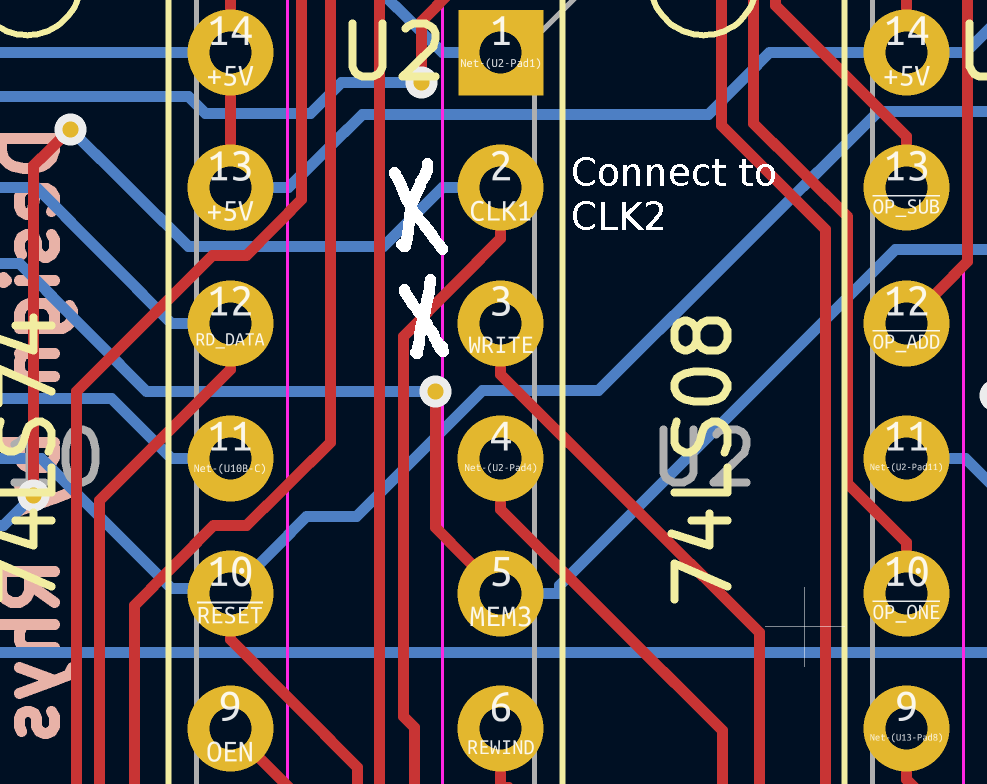 14
+5V
U2
1
Net-(U2-Pad1)
14
+5V
13
+5V
2
CLK1
X
Connect to
CLK2
13
OP_SUB
12
RD_DATA
3
WRITE
X
12
OP_ADD
11
Net-(U10B-C)
4
Net-(U2-Pad4)
U2
74LS08
11
Net-(U2-Pad11)
10
RESET
5
MEM3
10
OP_ONE
9
OEN
6
REWIND
9
Net-(U13-Pad8)
74LS74